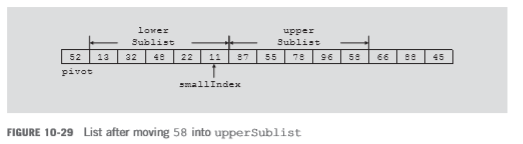 lower upper
Sublist Sublist
52 13 32 48 22 11 87 55 78 96 58 66 88 45
pivot
smallIndex
FIGURE 10-29 List after moving 58 into upperSublist